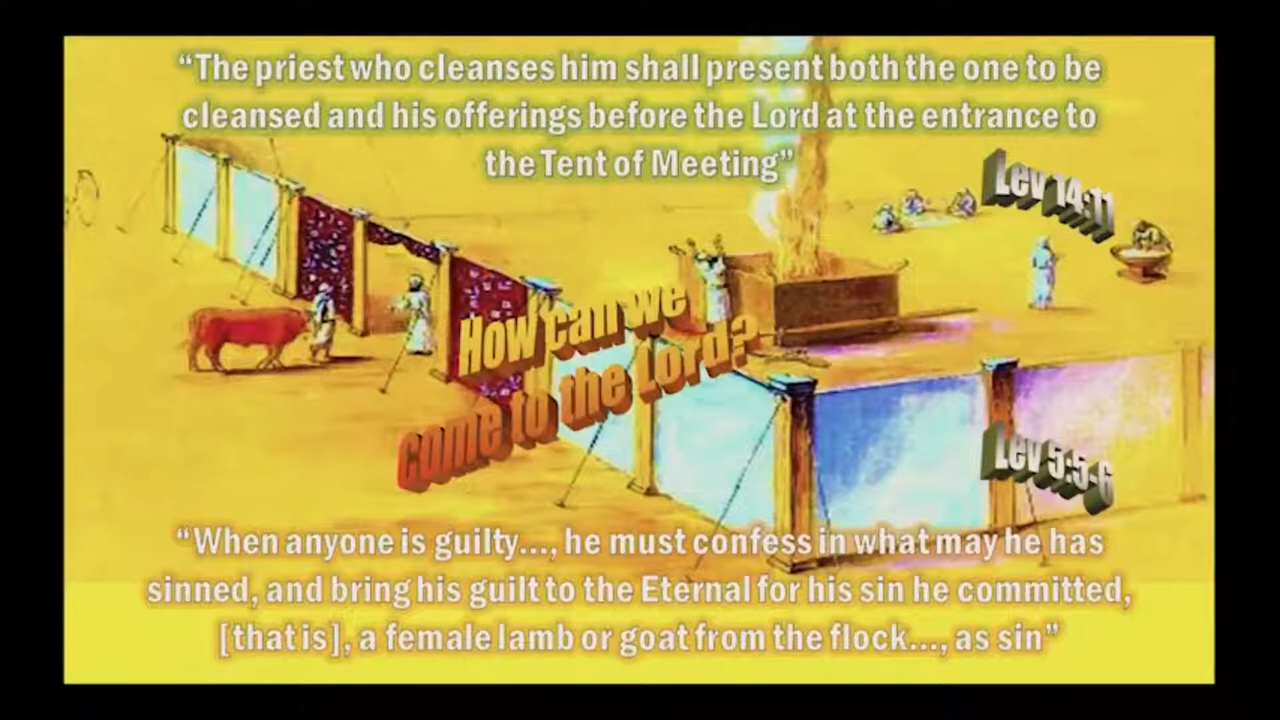 “The priest who cleanses him shall present both the one to be
cleansed and his offerings before the Lord at the entrance to
the Tent of Meeting”
Lev 14:11
How can we
come to the Lord?
Lev 5:5-6
“When anyone is guilty..., he must confess in what may he has
sinned, and bring his guilt to the Eternal for his sin he committed,
[that is], a female lamb or goat from the flock..., as sin”